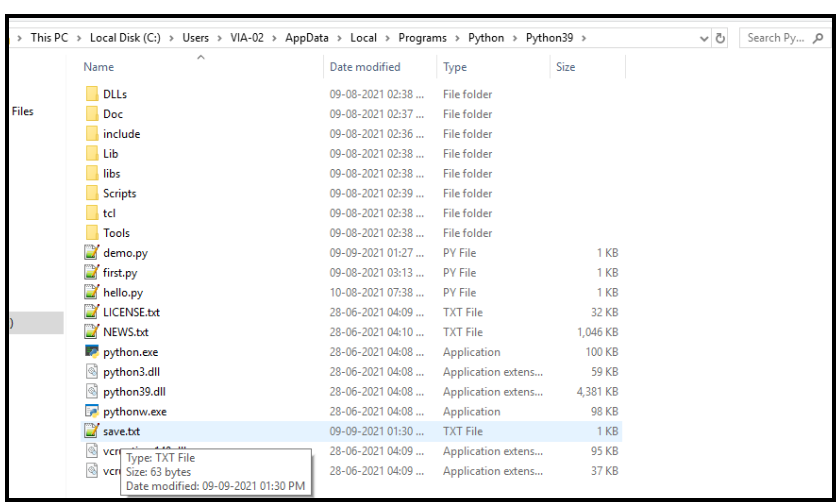 › This PC › Local Disk (C:) › Users › VIA-02 › AppData › Local › Programs › Python › Python39 ›
Search Py...
Name Date modified Type Size
Files
DLLs 09-08-2021 02:38 ... File folder
Doc 09-08-2021 02:37 ... File folder
include 09-08-2021 02:36 ... File folder
Lib 09-08-2021 02:38 ... File folder
libs 09-08-2021 02:38 ... File folder
Scripts 09-08-2021 02:39 ... File folder
tcl 09-08-2021 02:38 ... File folder
Tools 09-08-2021 02:38 ... File folder
demo.py 09-09-2021 01:27 ... PY File 1 KB
first.py 09-08-2021 03:13 ... PY File 1 KB
hello.py 10-08-2021 07:38 ... PY File 1 KB
LICENSE.txt 28-06-2021 04:09 ... TXT File 32 KB
)
NEWS.txt 28-06-2021 04:10 ... TXT File 1,046 KB
python.exe 28-06-2021 04:08 ... Application 100 KB
python3.dll 28-06-2021 04:08 ... Application extens... 59 KB
python39.dll 28-06-2021 04:08 ... Application extens... 4,381 KB
pythonw.exe 28-06-2021 04:08 ... Application 98 KB
save.txt 09-09-2021 01:30 ... TXT File 1 KB
28-06-2021 04:09 ... Application extens... 95 KB
28-06-2021 04:09 ... Application extens... 37 KB
Type: TXT File
Size: 63 bytes
Date modified: 09-09-2021 01:30 PM